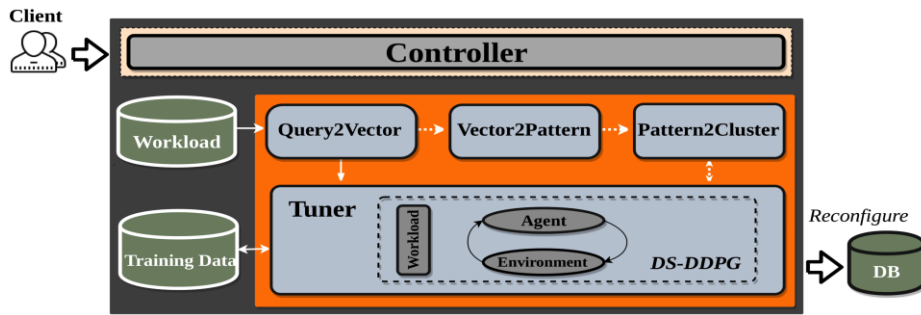 Client
Controller
Workload
Query2Vector
Vector2Pattern
Pattern2Cluster
Training Data
Tuner
Workload
Agent
Environment
DS-DDPG
Reconfigure
DB